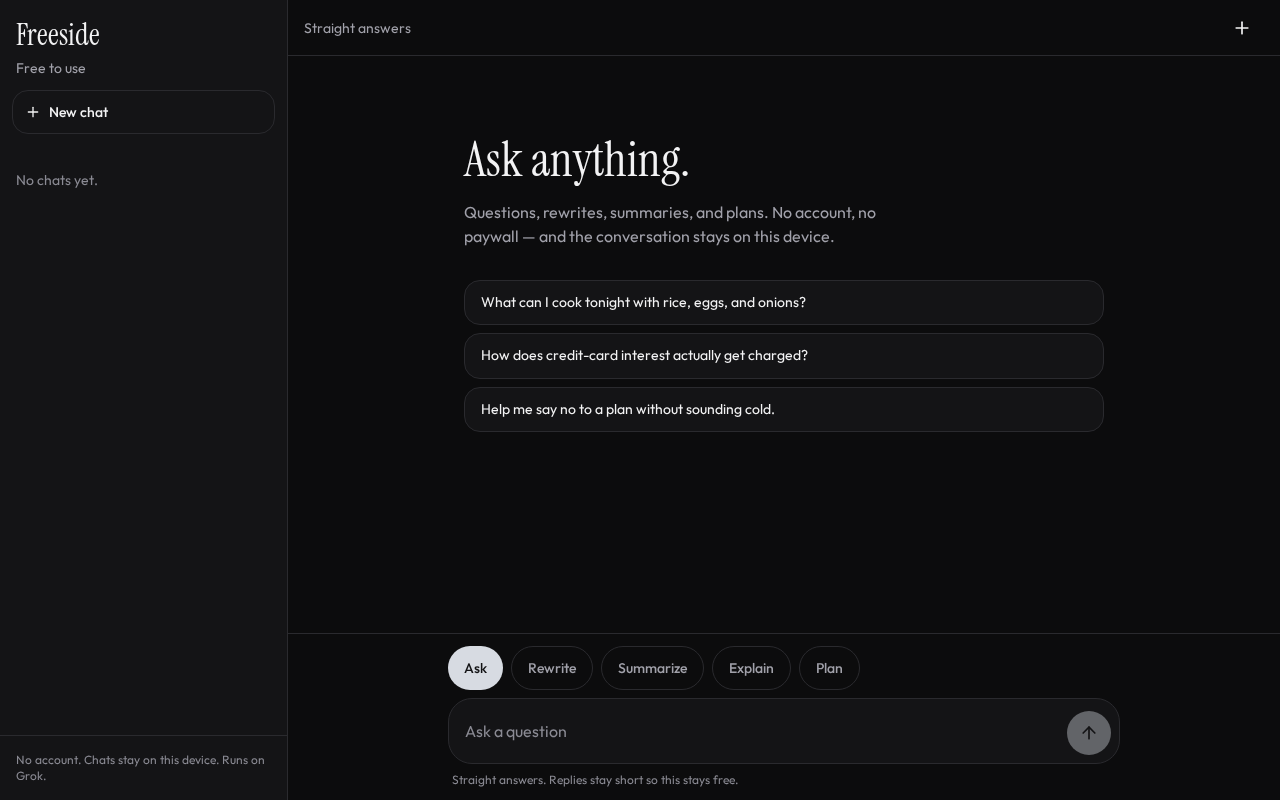 Freeside
Free to use
New chat
No chats yet.
No account. Chats stay on this device. Runs on
Grok.
Straight answers
Ask anything.
Questions, rewrites, summaries, and plans. No account, no
paywall — and the conversation stays on this device.
What can I cook tonight with rice, eggs, and onions?
How does credit-card interest actually get charged?
Help me say no to a plan without sounding cold.
Ask
Rewrite
Summarize
Explain
Plan
Ask a question
Straight answers. Replies stay short so this stays free.